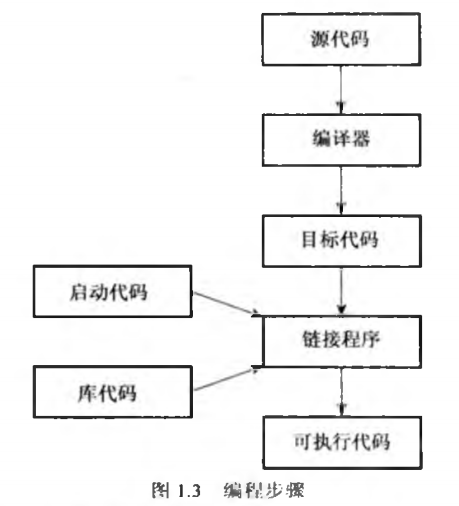 源代码
编译器
目标代码
启动代码
链接程序
库代码
可执行代码
图 1.3 编程步骤